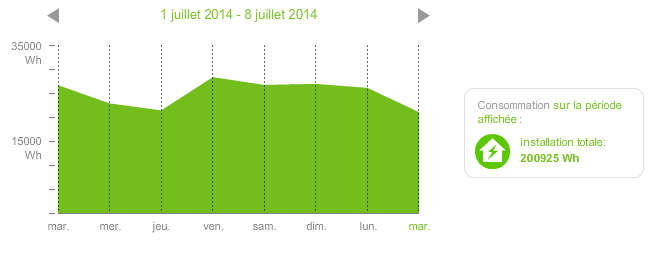 1 juillet 2014 - 8 juillet 2014
35000
Wh
15000
Wh
mar.
mer.
jeu.
ven.
sam.
dim.
lun.
mar.
Consommation sur la période
affichée :
installation totale:
200925 Wh